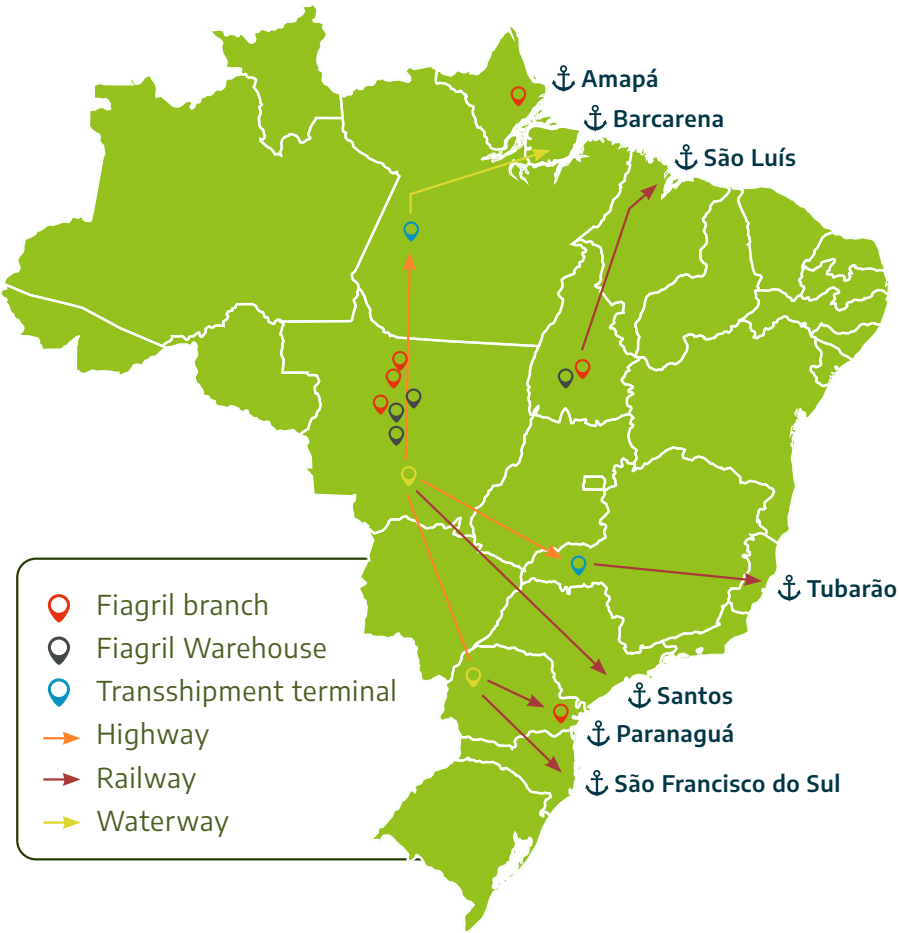 Amapá
Barcarena
São Luís
Tubarão
Santos
Paranaguá
São Francisco do Sul
Fiagril branch
Fiagril Warehouse
Transshipment terminal
Highway
Railway
Waterway